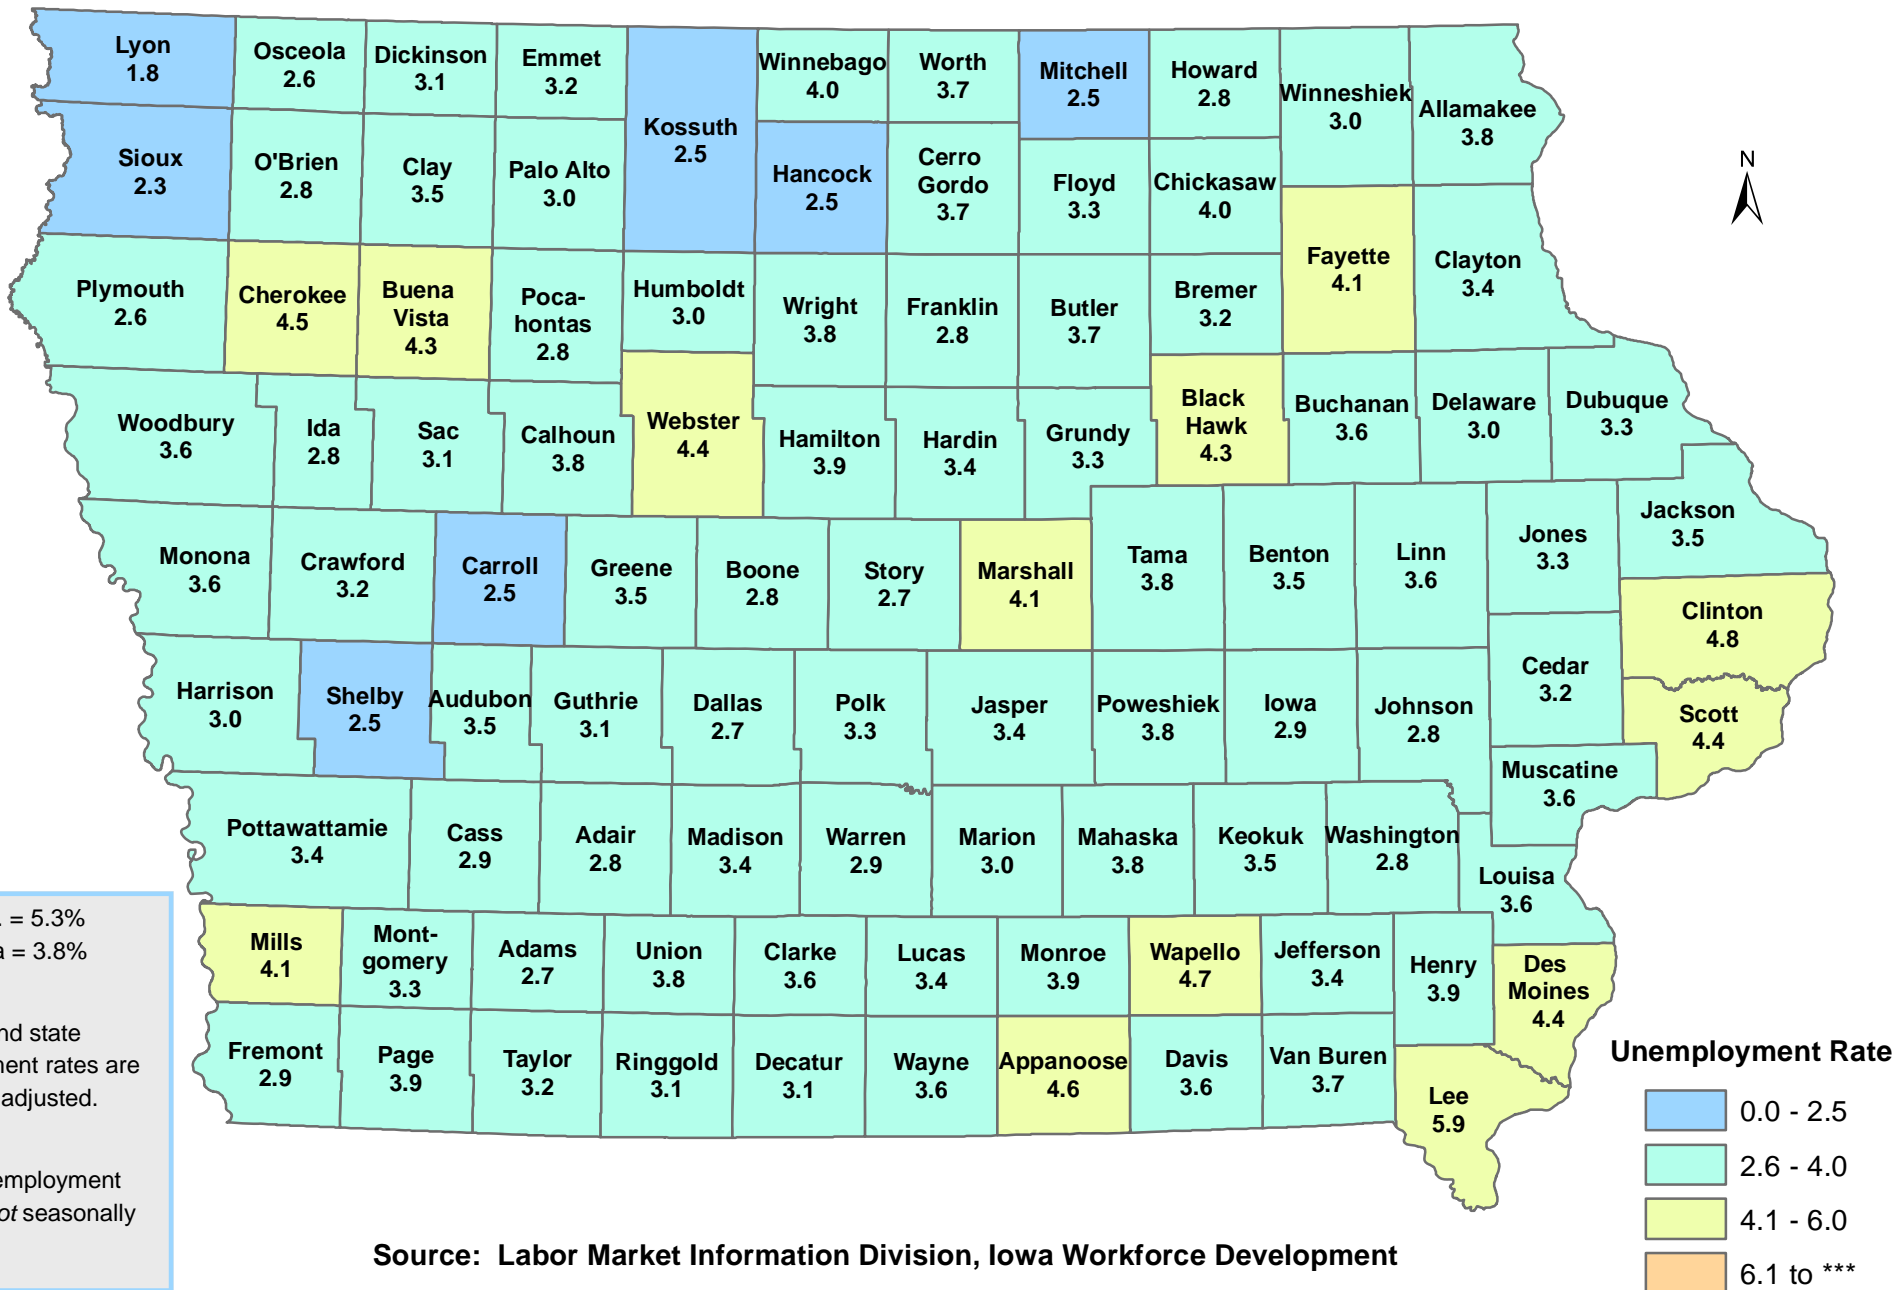 Lyon
1.8
Osceola
2.6
Dickinson
3.1
Emmet
3.2
Kossuth
2.5
Winnebago
4.0
Worth
3.7
Mitchell
2.5
Howard
2.8
Winneshiek
3.0
Allamakee
3.8
N
Sioux
2.3
O'Brien
2.8
Clay
3.5
Palo Alto
3.0
Hancock
2.5
Cerro
Gordo
3.7
Floyd
3.3
Chickasaw
4.0
Fayette
4.1
Clayton
3.4
Plymouth
2.6
Cherokee
4.5
Buena
Vista
4.3
Poca-
hontas
2.8
Humboldt
3.0
Wright
3.8
Franklin
2.8
Butler
3.7
Bremer
3.2
Woodbury
3.6
Ida
2.8
Sac
3.1
Calhoun
3.8
Webster
4.4
Hamilton
3.9
Hardin
3.4
Grundy
3.3
Black
Hawk
4.3
Buchanan
3.6
Delaware
3.0
Dubuque
3.3
Monona
3.6
Crawford
3.2
Carroll
2.5
Greene
3.5
Boone
2.8
Story
2.7
Marshall
4.1
Tama
3.8
Benton
3.5
Linn
3.6
Jones
3.3
Jackson
3.5
Clinton
4.8
Harrison
3.0
Shelby
2.5
Audubon
3.5
Guthrie
3.1
Dallas
2.7
Polk
3.3
Jasper
3.4
Poweshiek
3.8
Iowa
2.9
Johnson
2.8
Cedar
3.2
Scott
4.4
Muscatine
3.6
Pottawattamie
3.4
Cass
2.9
Adair
2.8
Madison
3.4
Warren
2.9
Marion
3.0
Mahaska
3.8
Keokuk
3.5
Washington
2.8
Louisa
3.6
Mills
4.1
Mont-
gomery
3.3
Adams
2.7
Union
3.8
Clarke
3.6
Lucas
3.4
Monroe
3.9
Wapello
4.7
Jefferson
3.4
Henry
3.9
Des
Moines
4.4
Fremont
2.9
Page
3.9
Taylor
3.2
Ringgold
3.1
Decatur
3.1
Wayne
3.6
Appanoose
4.6
Davis
3.6
Van Buren
3.7
Lee
5.9
= 5.3%
a = 3.8%
nd state
ment rates are
adjusted.
employment
ot seasonally
Unemployment Rate
0.0 - 2.5
2.6 - 4.0
4.1 - 6.0
6.1 to ***
Source: Labor Market Information Division, Iowa Workforce Development